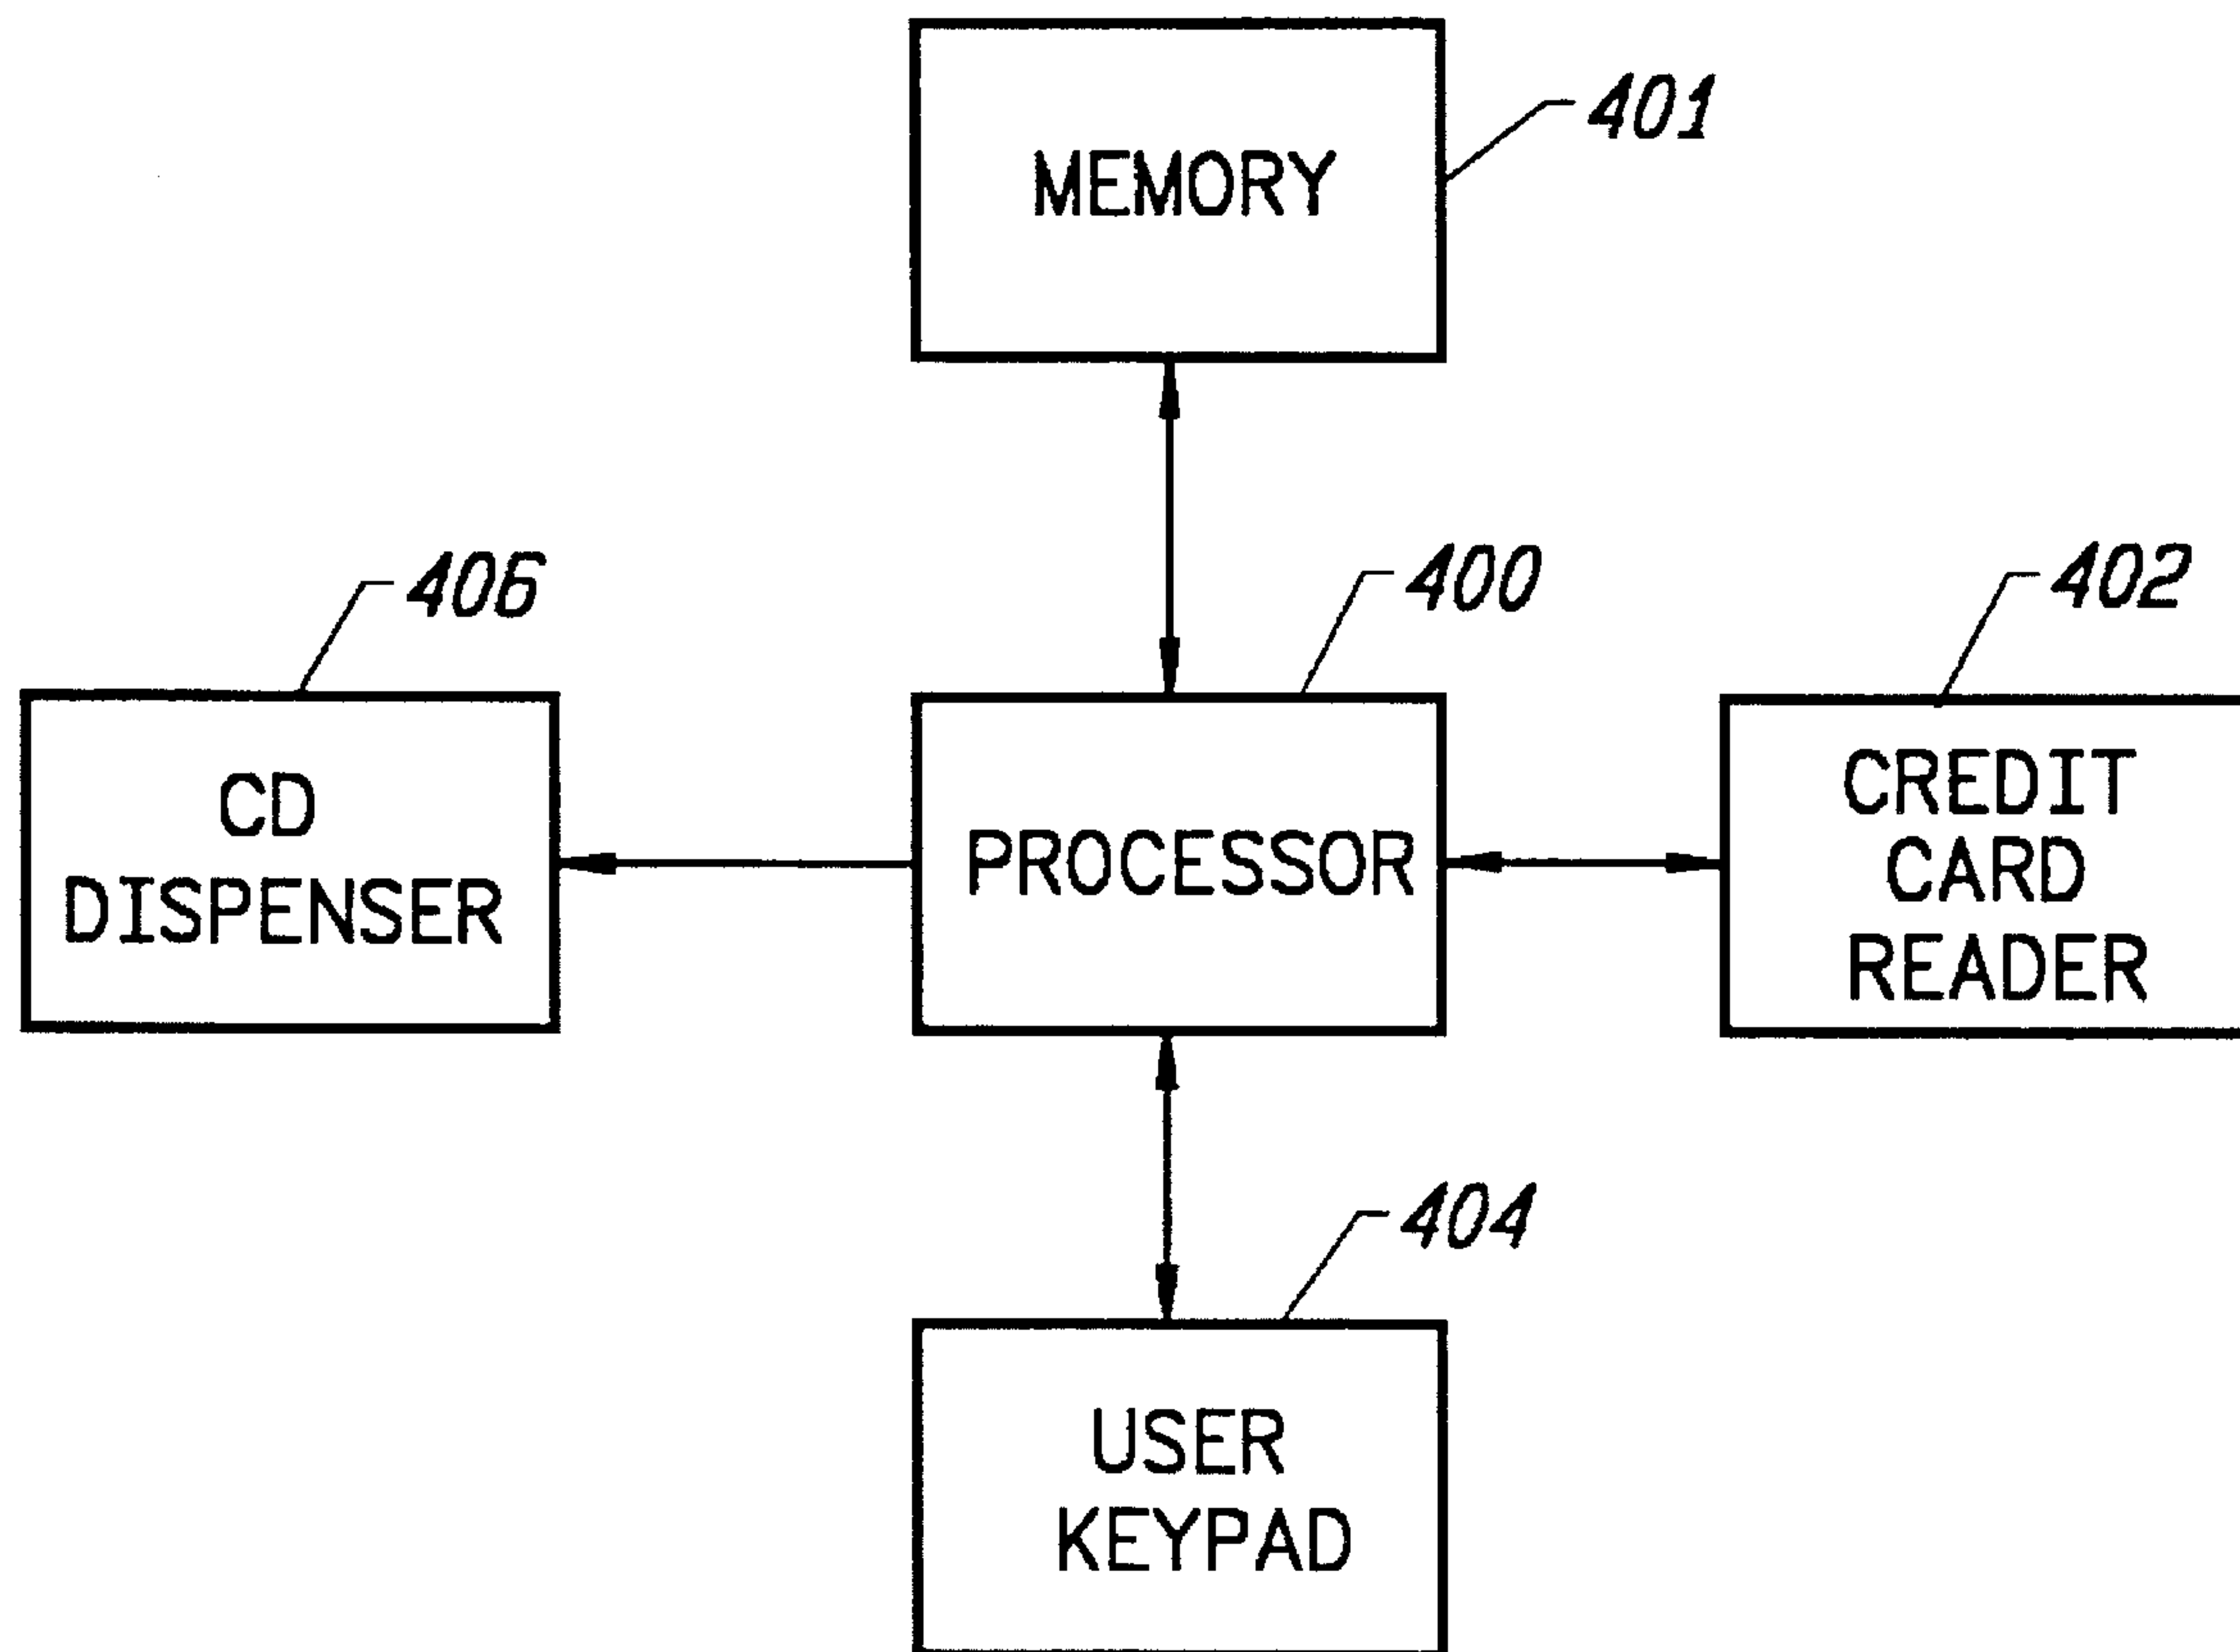 MEMORY
401
406
400
402
CD
DISPENSER
PROCESSOR
CREDIT
CARD
READER
404
USER
KEYPAD